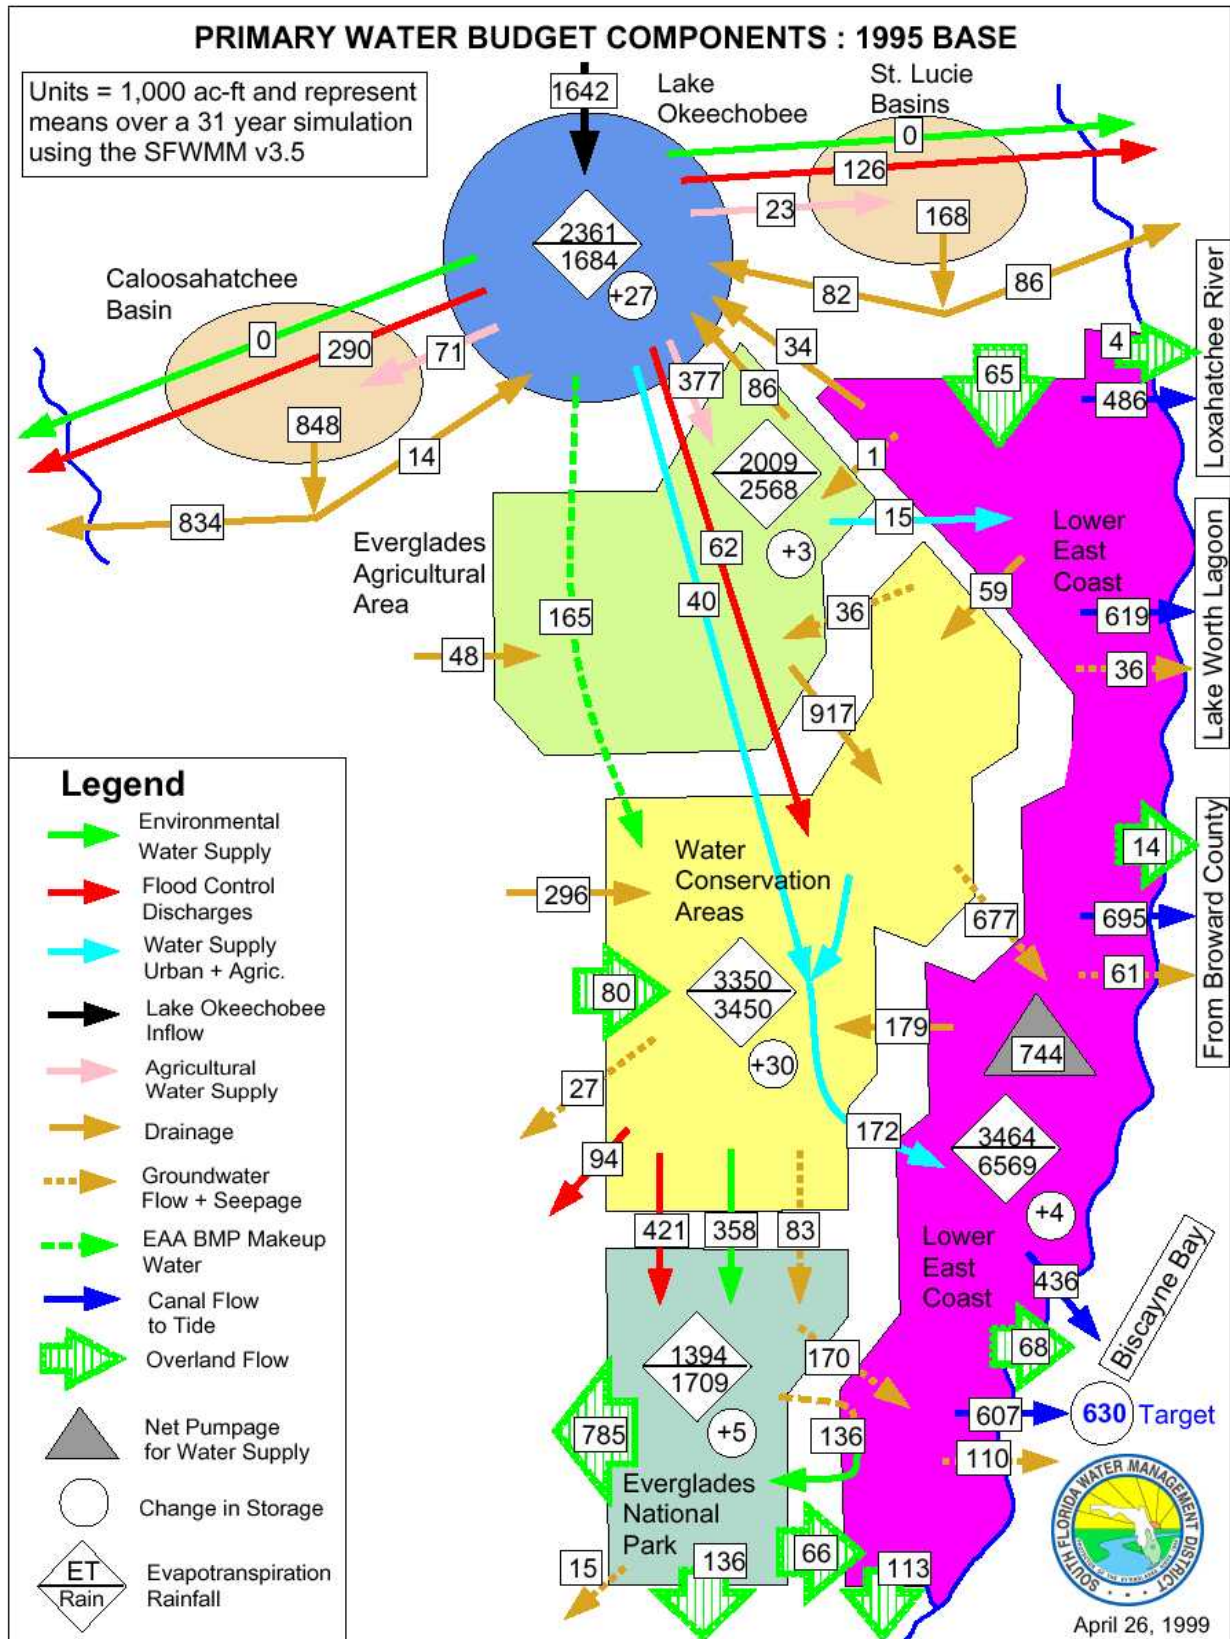 PRIMARY WATER BUDGET COMPONENTS : 1995 BASE
Units = 1,000 ac-ft and represent
means over a 31 year simulation
using the SFWMM v3.5
1642
Lake
Okeechobee
St. Lucie
Basins
0
126
23
168
82
86
2361
1684
+27
Caloosahatchee
Basin
0
290
71
848
14
834
377
86
34
65
4
486
Loxahatchee River
1
2009
2568
+3
15
Lower
East
Coast
Everglades
Agricultural
Area
62
40
165
48
36
59
917
619
36
Lake Worth Lagoon
14
695
61
From Broward County
Water
Conservation
Areas
296
80
3350
3450
+30
677
179
744
27
94
172
3464
6569
+4
421
358
83
Lower
East
Coast
436
68
Biscayne Bay
607
630 Target
110
1394
1709
+5
170
136
785
Everglades
National
Park
15
136
66
113
Legend
Environmental
Water Supply
Flood Control
Discharges
Water Supply
Urban + Agric.
Lake Okeechobee
Inflow
Agricultural
Water Supply
Drainage
Groundwater
Flow + Seepage
EAA BMP Makeup
Water
Canal Flow
to Tide
Overland Flow
Net Pumpage
for Water Supply
Change in Storage
ET
Rain
Evapotranspiration
Rainfall
SOUTH FLORIDA WATER MANAGEMENT DISTRICT
April 26, 1999